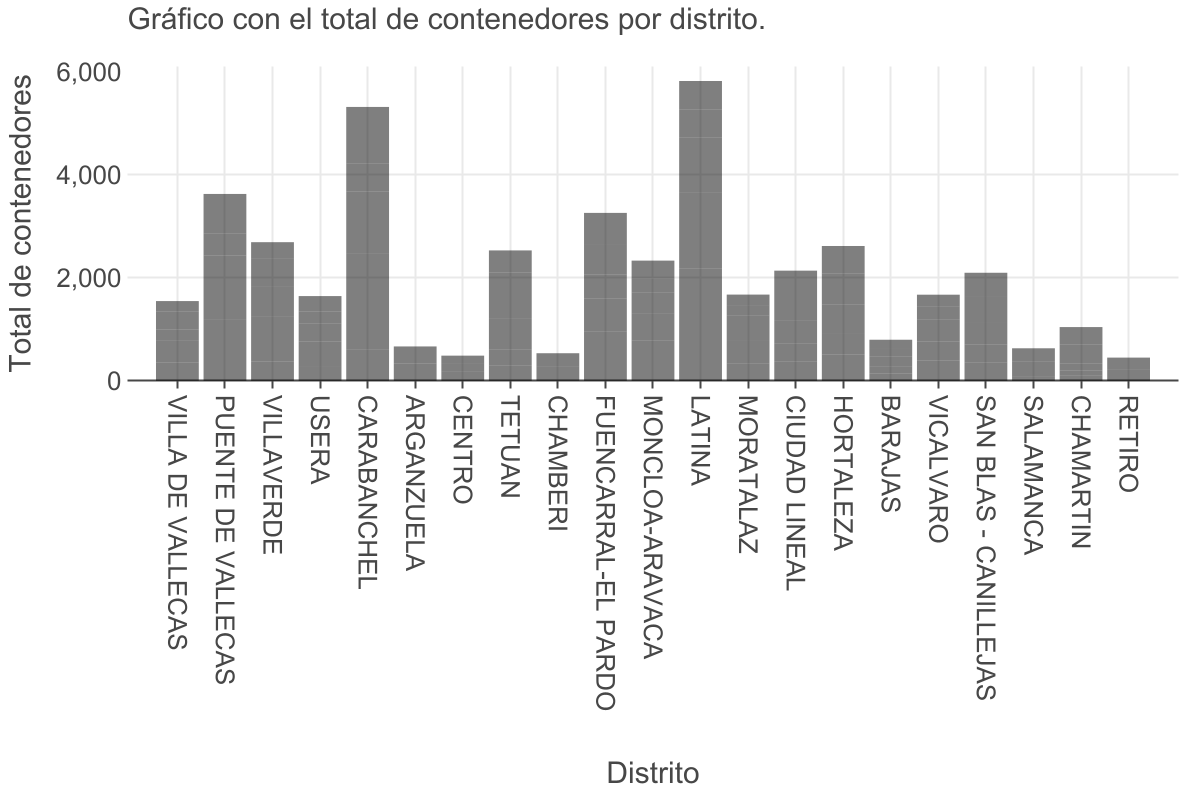 Gráfico con el total de contenedores por distrito.
Total de contenedores
6,000
4,000
2,000
0
VILLA DE VALLECAS
PUENTE DE VALLECAS
VILLAVERDE
USERA
CARABANCHEL
ARGANZUELA
CENTRO
TETUAN
CHAMBERI
FUENCARRAL-EL PARDO
MONCLOA-ARAVACA
LATINA
MORATALAZ
CIUDAD LINEAL
HORTALEZA
BARAJAS
VICALVARO
SAN BLAS - CANILLEJAS
SALAMANCA
CHAMARTIN
RETIRO
Distrito